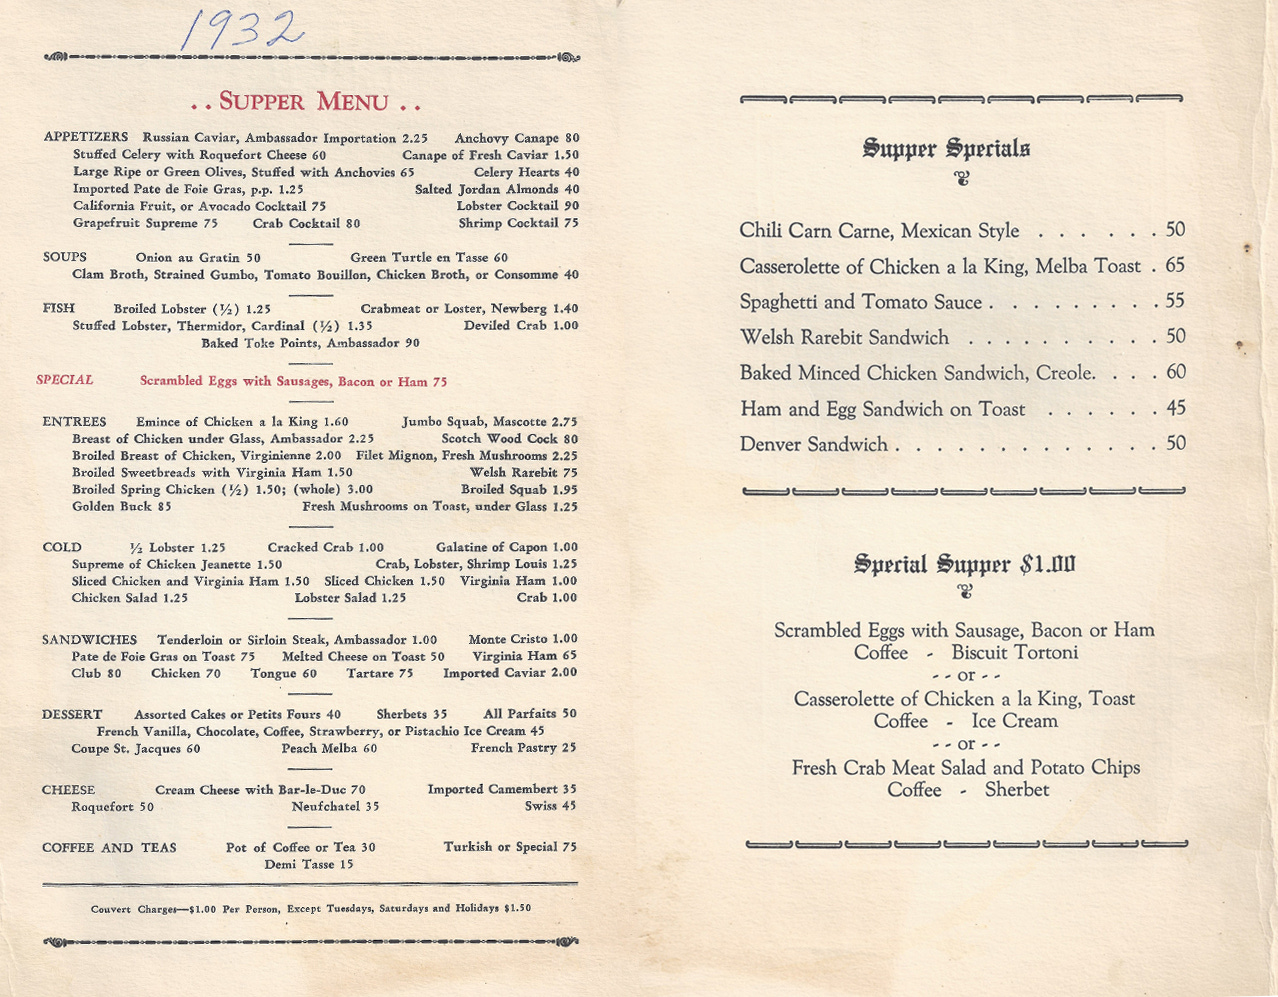 1932
. . SUPPER MENU . .
APPETIZERS Russian Caviar, Ambassador Importation 2.25 Anchovy Canape 80
Stuffed Celery with Roquefort Cheese 60 Canape of Fresh Caviar 1.50
Large Ripe or Green Olives, Stuffed with Anchovies 65 Celery Hearts 40
Imported Pate de Foie Gras, p.p. 1.25 Salted Jordan Almonds 40
California Fruit, or Avocado Cocktail 75 Lobster Cocktail 90
Grapefruit Supreme 75 Crab Cocktail 80 Shrimp Cocktail 75
SOUPS Onion au Gratin 50 Green Turtle en Tasse 60
Clam Broth, Strained Gumbo, Tomato Bouillon, Chicken Broth, or Consomme 40
FISH Broiled Lobster (½) 1.25 Crabmeat or Loster, Newberg 1.40
Stuffed Lobster, Thermidor, Cardinal (½) 1.35 Deviled Crab 1.00
Baked Toke Points, Ambassador 90
SPECIAL Scrambled Eggs with Sausages, Bacon or Ham 75
ENTREES Emince of Chicken a la King 1.60 Jumbo Squab, Mascotte 2.75
Breast of Chicken under Glass, Ambassador 2.25 Scotch Wood Cock 80
Broiled Breast of Chicken, Virginienne 2.00 Filet Mignon, Fresh Mushrooms 2.25
Broiled Sweetbreads with Virginia Ham 1.50 Welsh Rarebit 75
Broiled Spring Chicken (½) 1.50; (whole) 3.00 Broiled Squab 1.95
Golden Buck 85 Fresh Mushrooms on Toast, under Glass 1.25
COLD ½ Lobster 1.25 Cracked Crab 1.00 Galatine of Capon 1.00
Supreme of Chicken Jeanette 1.50 Crab, Lobster, Shrimp Louis 1.25
Sliced Chicken and Virginia Ham 1.50 Sliced Chicken 1.50 Virginia Ham 1.00
Chicken Salad 1.25 Lobster Salad 1.25 Crab 1.00
SANDWICHES Tenderloin or Sirloin Steak, Ambassador 1.00 Monte Cristo 1.00
Pate de Foie Gras on Toast 75 Melted Cheese on Toast 50 Virginia Ham 65
Club 80 Chicken 70 Tongue 60 Tartare 75 Imported Caviar 2.00
DESSERT Assorted Cakes or Petits Fours 40 Sherbets 35 All Parfaits 50
French Vanilla, Chocolate, Coffee, Strawberry, or Pistachio Ice Cream 45
Coupe St. Jacques 60 Peach Melba 60 French Pastry 25
CHEESE Cream Cheese with Bar-le-Duc 70 Imported Camembert 35
Roquefort 50 Neufchatel 35 Swiss 45
COFFEE AND TEAS Pot of Coffee or Tea 30 Turkish or Special 75
Demi Tasse 15
Couvert Charges—$1.00 Per Person, Except Tuesdays, Saturdays and Holidays $1.50
Supper Specials
Chili Carn Carne, Mexican Style . . . . . . 50
Casserolette of Chicken a la King, Melba Toast . 65
Spaghetti and Tomato Sauce . . . . . . . . . 55
Welsh Rarebit Sandwich . . . . . . . . . . 50
Baked Minced Chicken Sandwich, Creole. . . . 60
Ham and Egg Sandwich on Toast . . . . . . 45
Denver Sandwich . . . . . . . . . . . . . 50
Special Supper $1.00
Scrambled Eggs with Sausage, Bacon or Ham
Coffee - Biscuit Tortoni
- - or - -
Casserolette of Chicken a la King, Toast
Coffee - Ice Cream
- - or - -
Fresh Crab Meat Salad and Potato Chips
Coffee - Sherbet